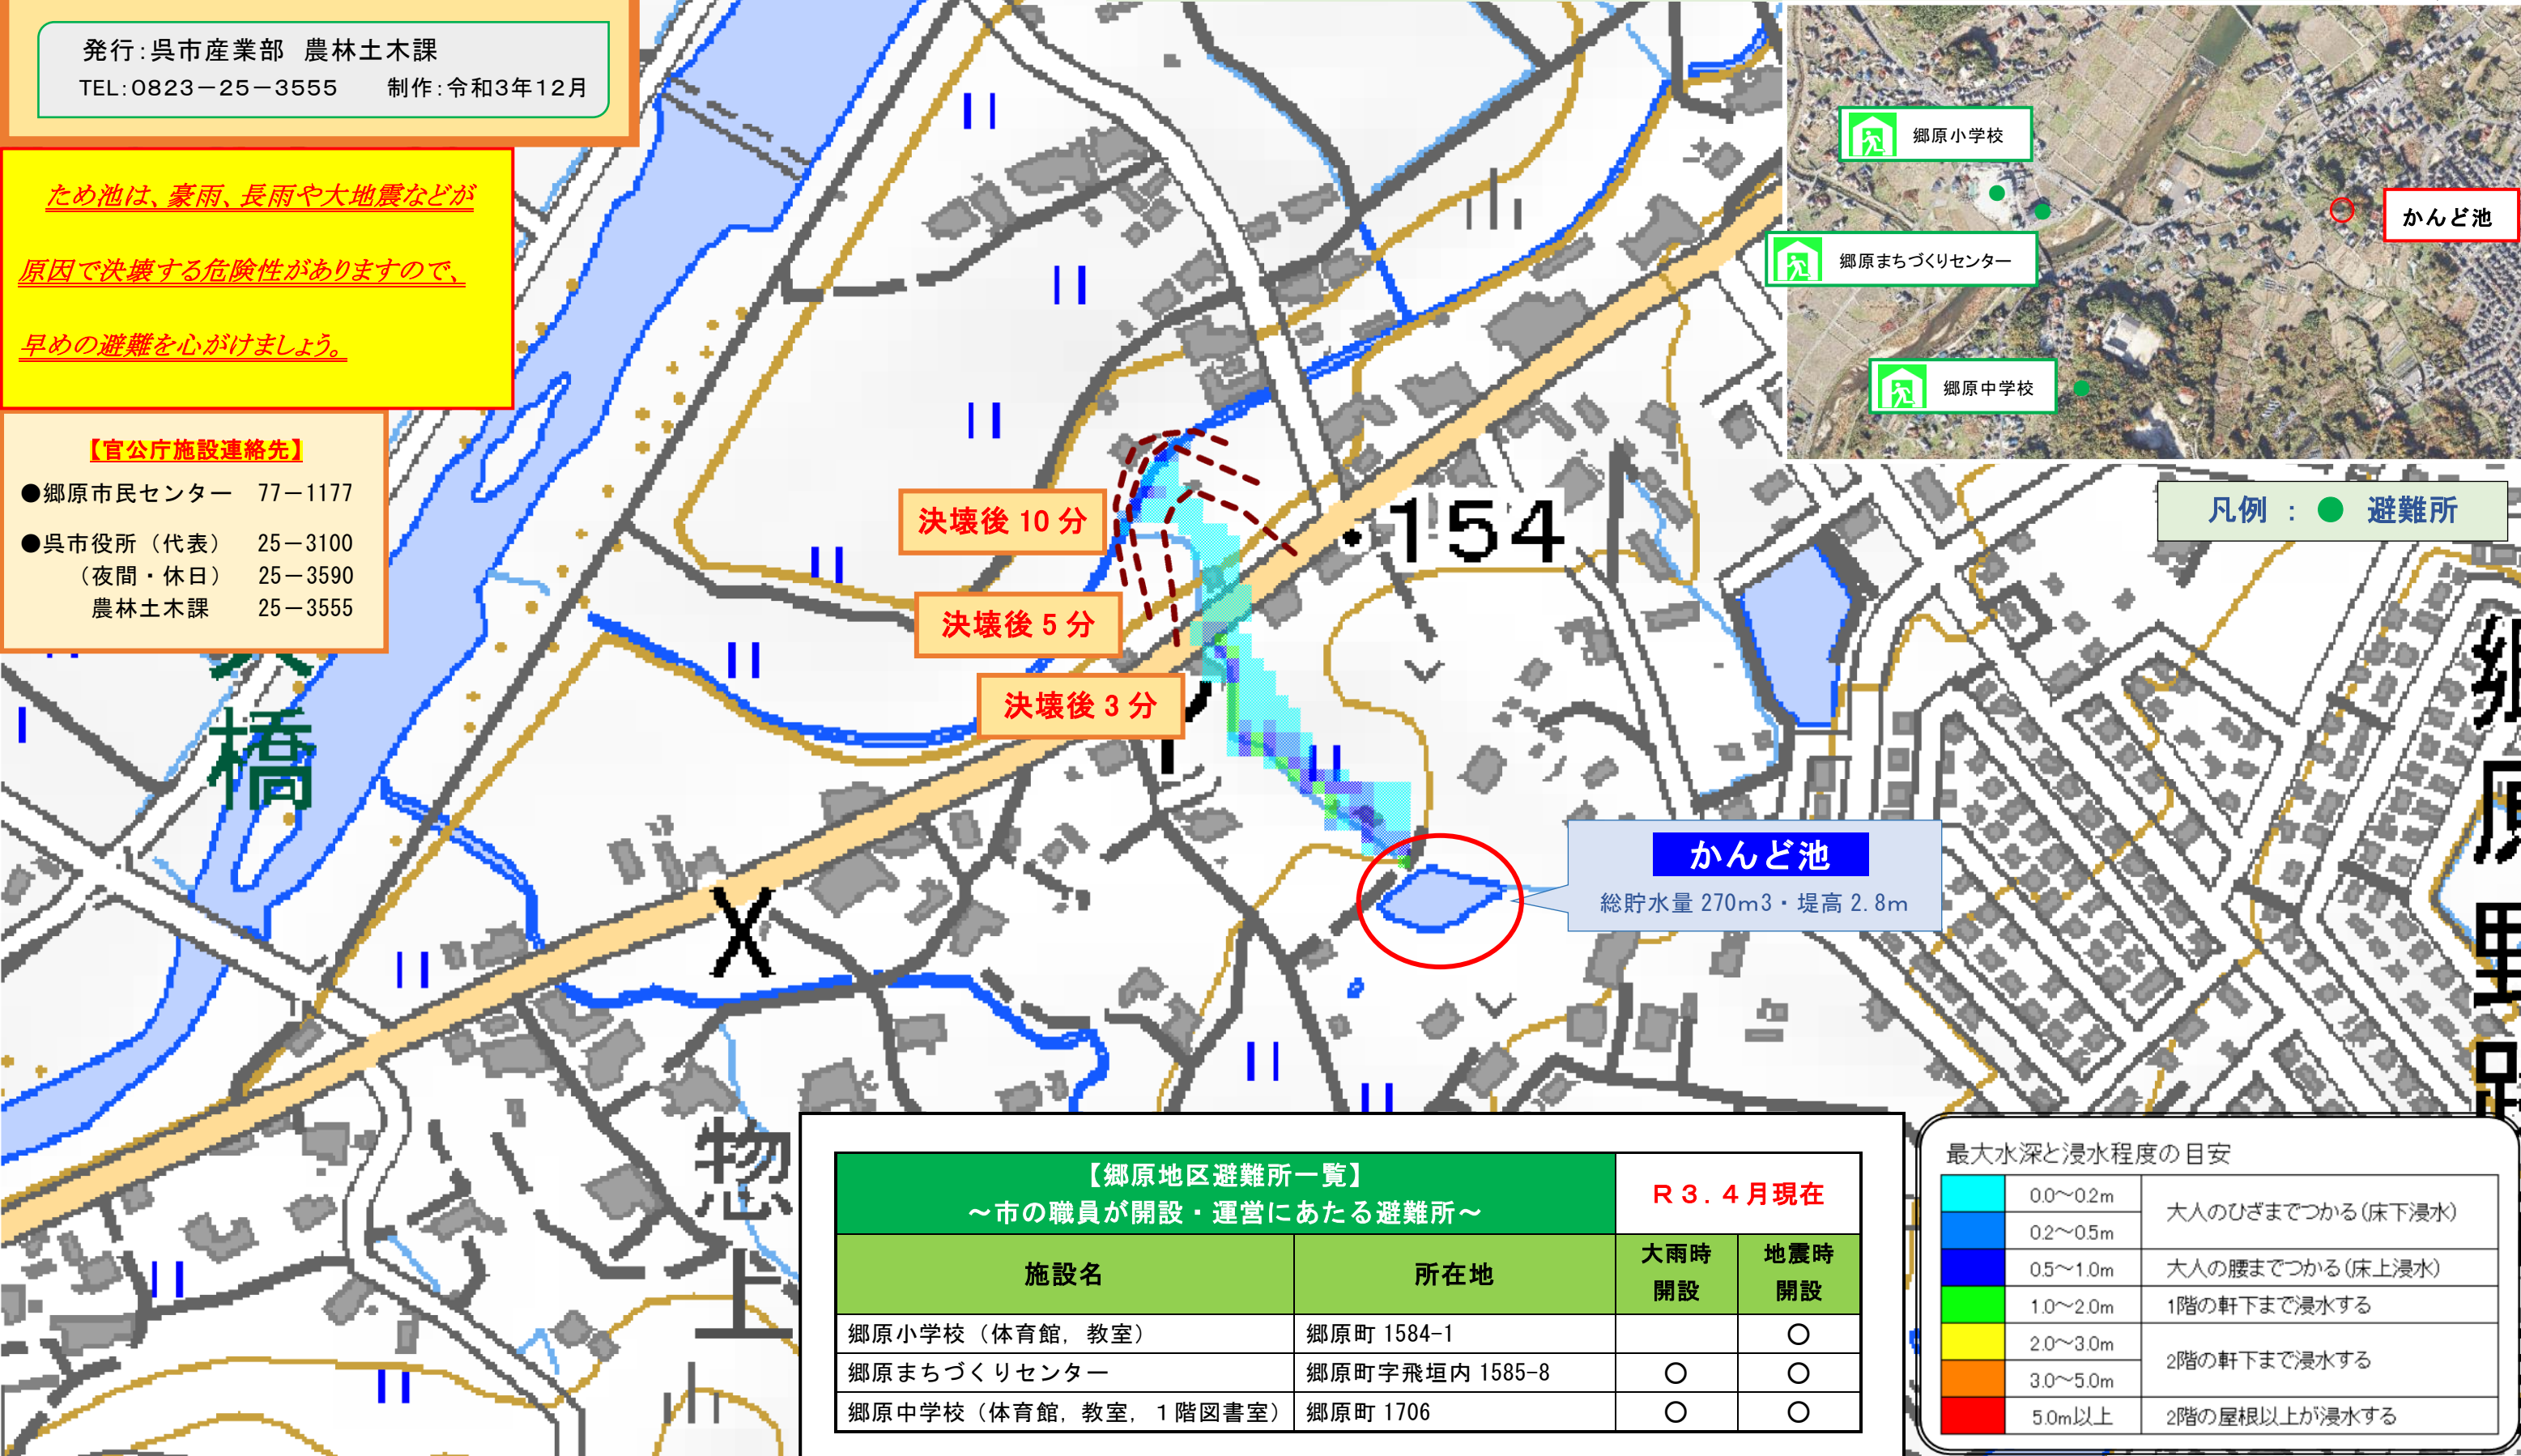 発行:呉市産業部 農林土木課
TEL:0823-25-3555 制作:令和3年12月
ため池は、豪雨、長雨や大地震などが
原因で決壊する危険性がありますので、
早めの避難を心がけましょう。
【官公庁施設連絡先】
●郷原市民センター 77-1177
●呉市役所(代表) 25-3100
(夜間・休日) 25-3590
農林土木課 25-3555
郷原小学校
郷原まちづくりセンター
郷原中学校
かんど池
凡例 : ● 避難所
決壊後 10 分
決壊後 5 分
決壊後 3 分
・154
橋
惣
上
原
野
かんど池
総貯水量 270m3・堤高 2.8m
【郷原地区避難所一覧】
~市の職員が開設・運営にあたる避難所~
R3.4月現在
施設名 所在地 大雨時開設 地震時開設
郷原小学校(体育館,教室) 郷原町 1584-1 ○
郷原まちづくりセンター 郷原町字飛垣内 1585-8 ○ ○
郷原中学校(体育館,教室,1階図書室) 郷原町 1706 ○ ○
最大水深と浸水程度の目安
0.0~0.2m
0.2~0.5m
大人のひざまでつかる(床下浸水)
0.5~1.0m 大人の腰までつかる(床上浸水)
1.0~2.0m 1階の軒下まで浸水する
2.0~3.0m
3.0~5.0m
2階の軒下まで浸水する
5.0m以上 2階の屋根以上が浸水する